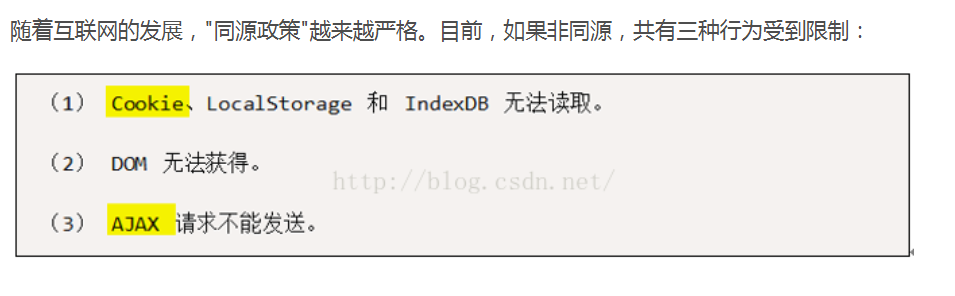 随着互联网的发展，"同源政策"越来越严格。目前，如果非同源，共有三种行为受到限制：
（1） Cookie、LocalStorage 和 IndexDB 无法读取。
（2） DOM 无法获得。
http://blog.csdn.net/
（3） AJAX 请求不能发送。